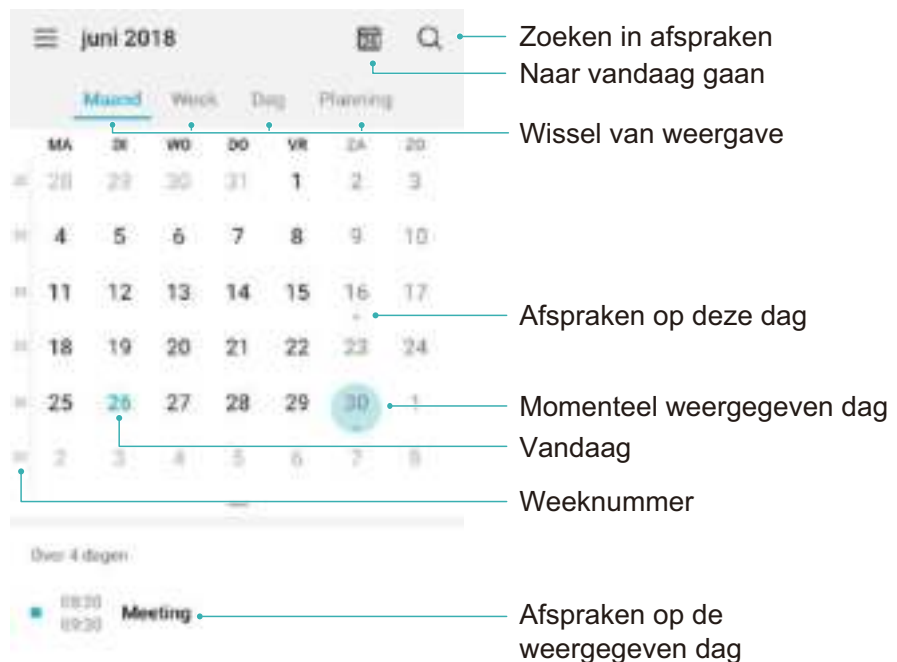 juni 2018
Zoeken in afspraken
Naar vandaag gaan
Maand Week Dag Planning
Wissel van weergave
MA DI WO DO VR ZA ZO
28 29 30 31 1 2 3
4 5 6 7 8 9 10
11 12 13 14 15 16 17
Afspraken op deze dag
18 19 20 21 22 23 24
25 26 27 28 29 30 1
Momenteel weergegeven dag
Vandaag
2 3 4 5 6 7 8
Weeknummer
Over 4 dagen
08:30
Meeting
09:30
Afspraken op de
weergegeven dag